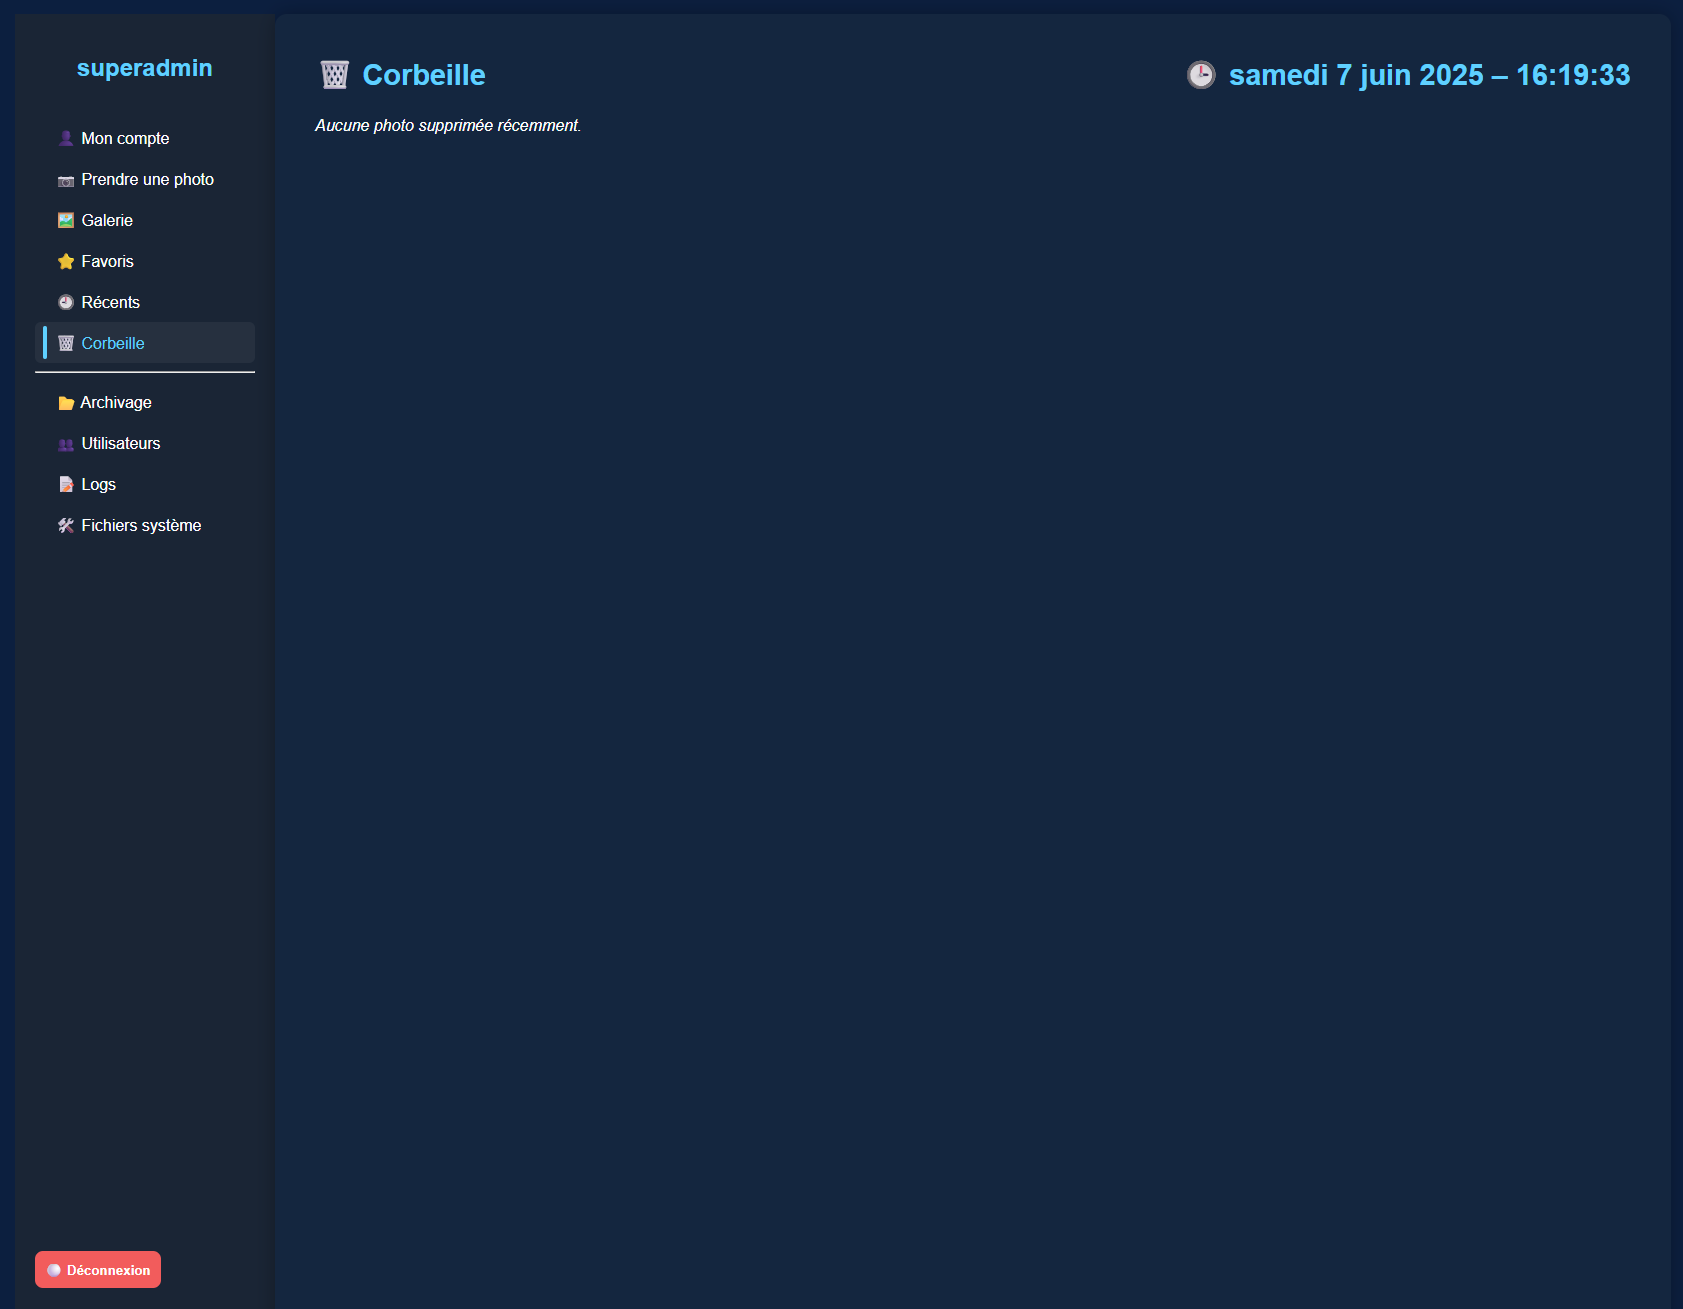 superadmin
Mon compte
Prendre une photo
Galerie
Favoris
Récents
Corbeille
Archivage
Utilisateurs
Logs
Fichiers système
Déconnexion
Corbeille
samedi 7 juin 2025 – 16:19:33
Aucune photo supprimée récemment.